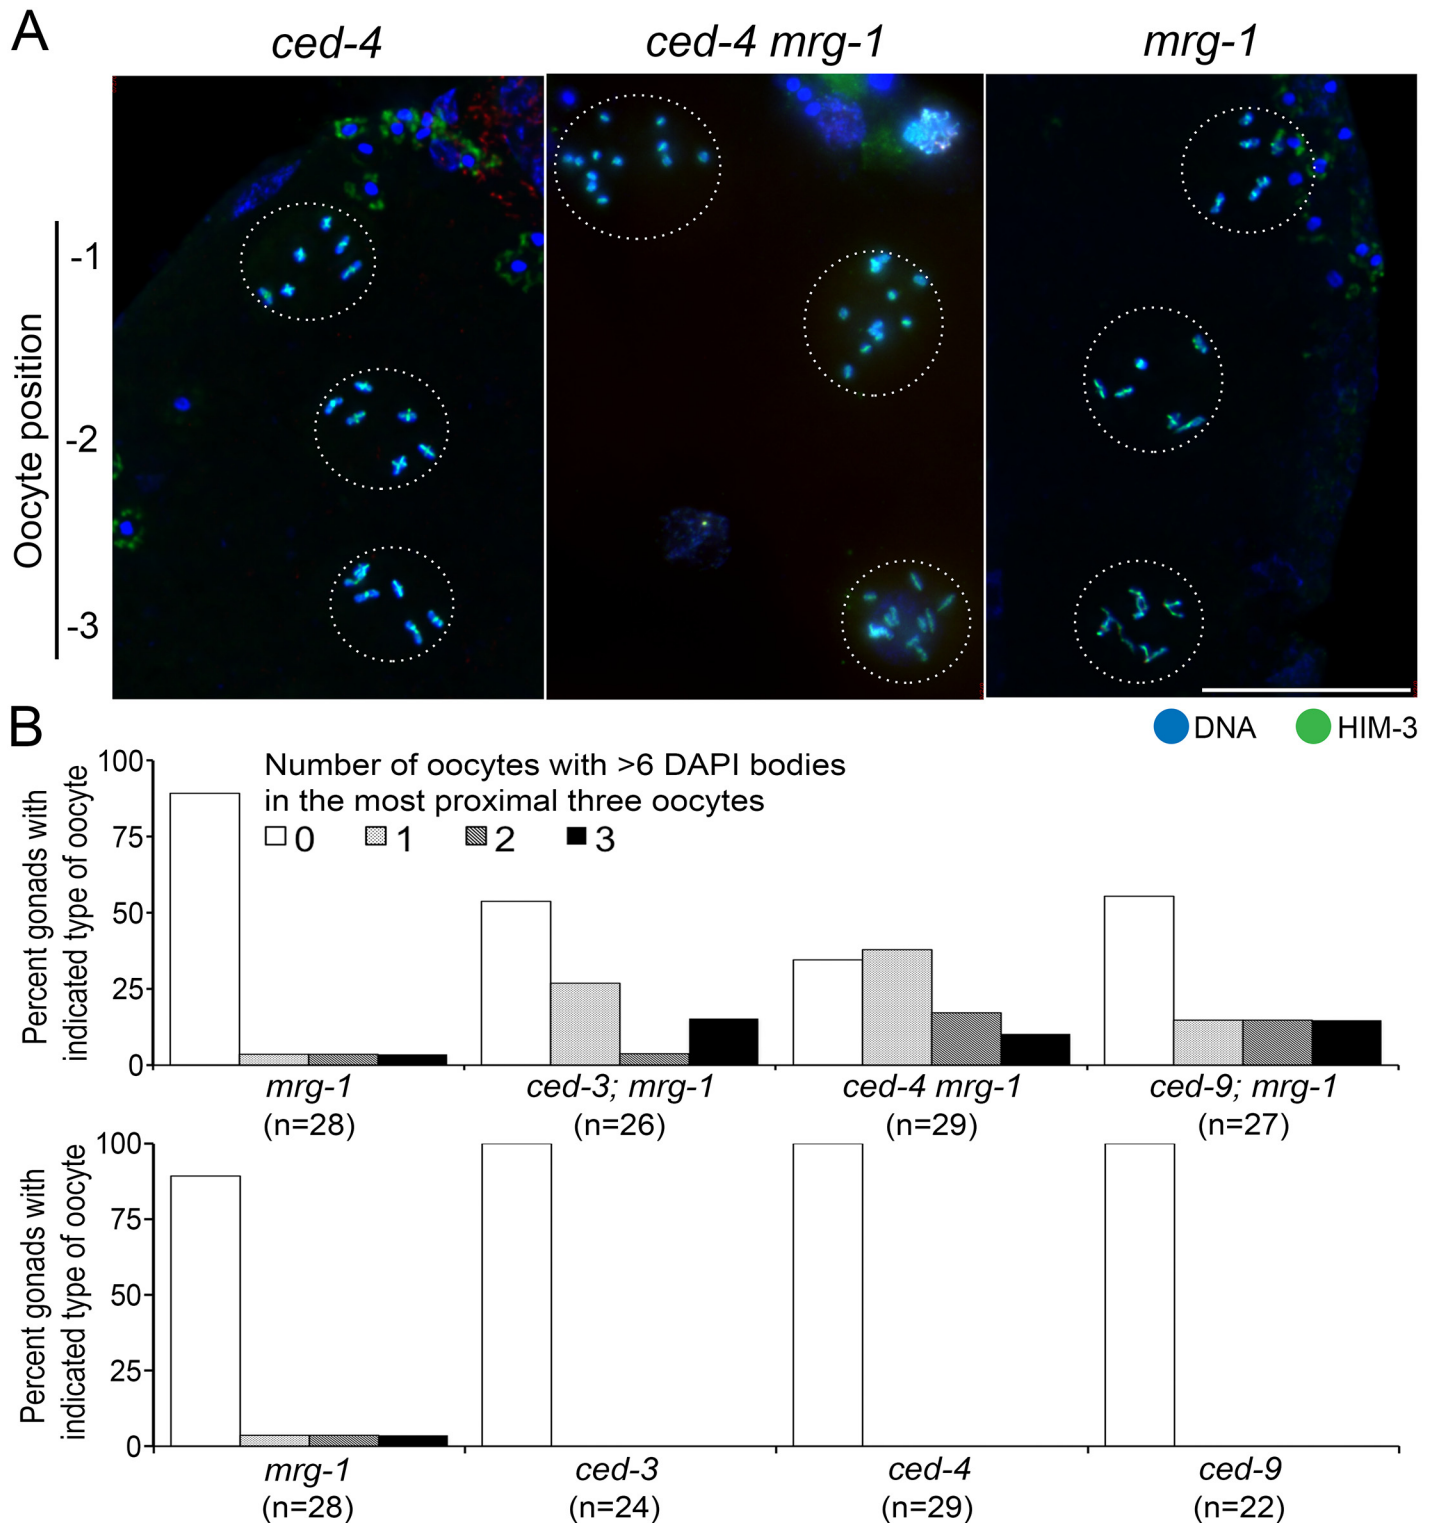 A
ced-4
ced-4 mrg-1
mrg-1
Oocyte position
-1
-2
-3
DNA
HIM-3
B
Percent gonads with
indicated type of oocyte
100
75
50
25
0
Number of oocytes with >6 DAPI bodies
in the most proximal three oocytes
0 1 2 3
mrg-1
(n=28)
ced-3; mrg-1
(n=26)
ced-4 mrg-1
(n=29)
ced-9; mrg-1
(n=27)
Percent gonads with
indicated type of oocyte
100
75
50
25
0
mrg-1
(n=28)
ced-3
(n=24)
ced-4
(n=29)
ced-9
(n=22)